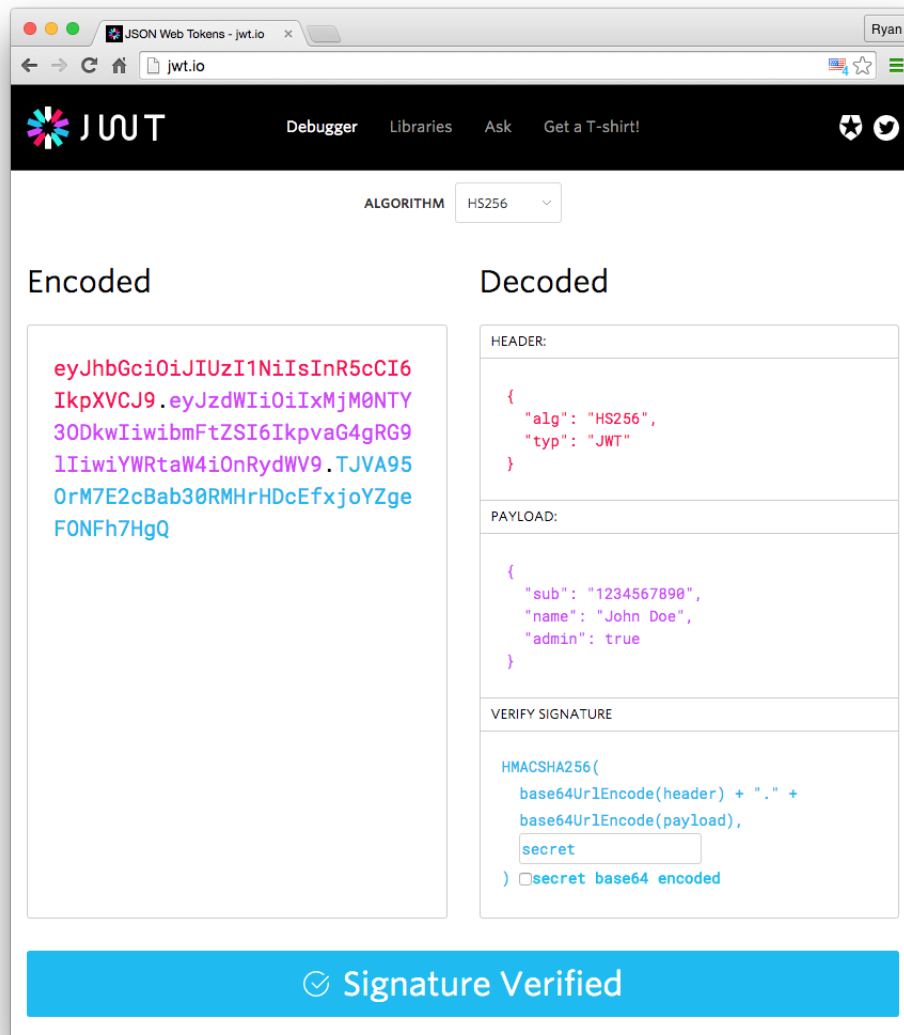 JSON Web Tokens - jwt.io
Ryan
jwt.io
4
JWT
Debugger Libraries Ask Get a T-shirt!
ALGORITHM HS256
Encoded
eyJhbGciOiJIUzI1NiIsInR5cCI6
IkpXVCJ9.eyJzdWIiOiIxMjM0NTY
3ODkwIiwibmFtZSI6IkpvaG4gRG9
lIiwiYWRtaW4iOnRydWV9.TJVA95
OrM7E2cBab30RMHrHDcEfxjoYZge
FONFh7HgQ
Decoded
HEADER:
{
"alg": "HS256",
"typ": "JWT"
}
PAYLOAD:
{
"sub": "1234567890",
"name": "John Doe",
"admin": true
}
VERIFY SIGNATURE
HMACSHA256(
base64UrlEncode(header) + "." +
base64UrlEncode(payload),
secret
) secret base64 encoded
Signature Verified